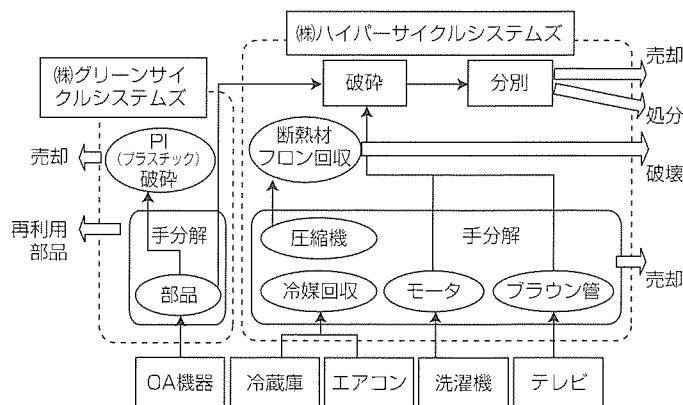 ㈱ハイパーサイクルシステムズ
㈱グリーンサイ
クルシステムズ
破砕
分別
売却
処分
PI
(プラスチック)
破砕
断熱材
フロン回収
売却
破壊
再利用
部品
手分解
圧縮機
手分解
売却
部品
冷媒回収
モータ
ブラウン管
OA機器
冷蔵庫
エアコン
洗濯機
テレビ